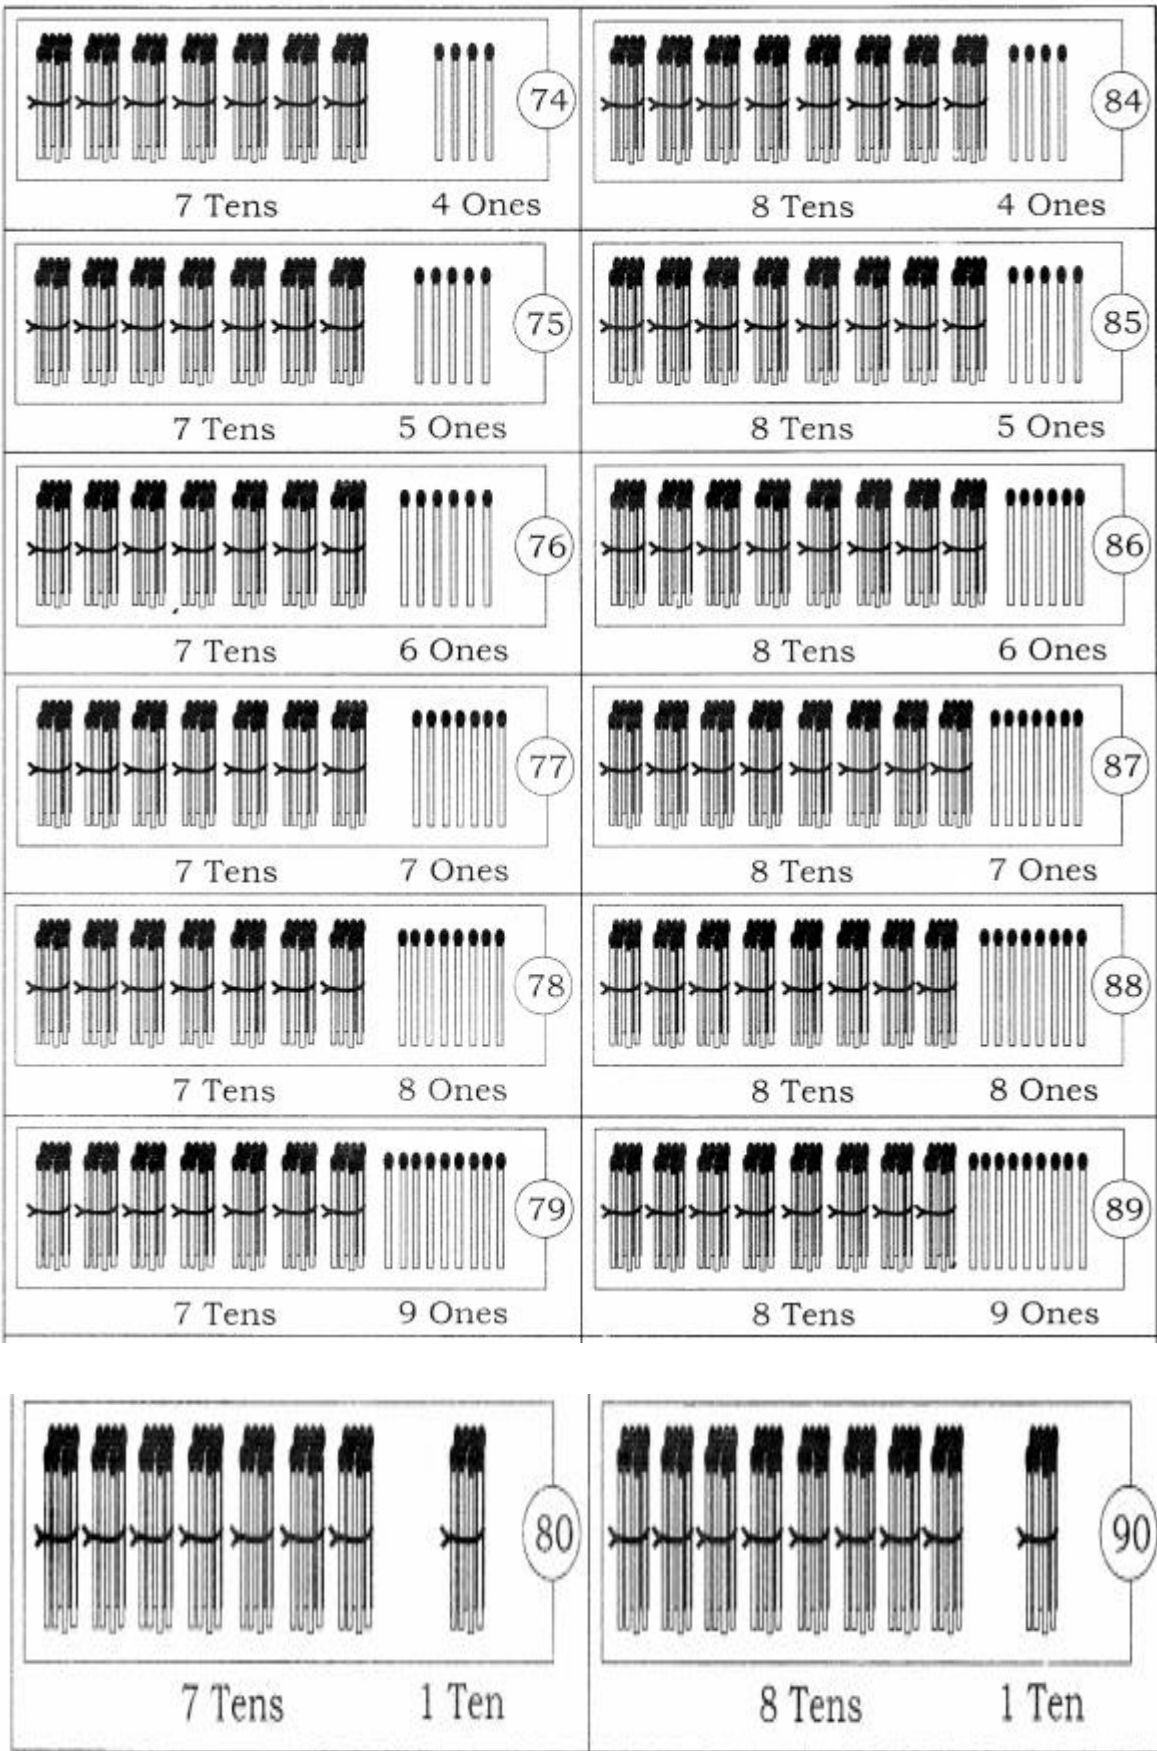 74
84
7 Tens 4 Ones
8 Tens 4 Ones
75
85
7 Tens 5 Ones
8 Tens 5 Ones
76
86
7 Tens 6 Ones
8 Tens 6 Ones
77
87
7 Tens 7 Ones
8 Tens 7 Ones
78
88
7 Tens 8 Ones
8 Tens 8 Ones
79
89
7 Tens 9 Ones
8 Tens 9 Ones
80
90
7 Tens 1 Ten
8 Tens 1 Ten